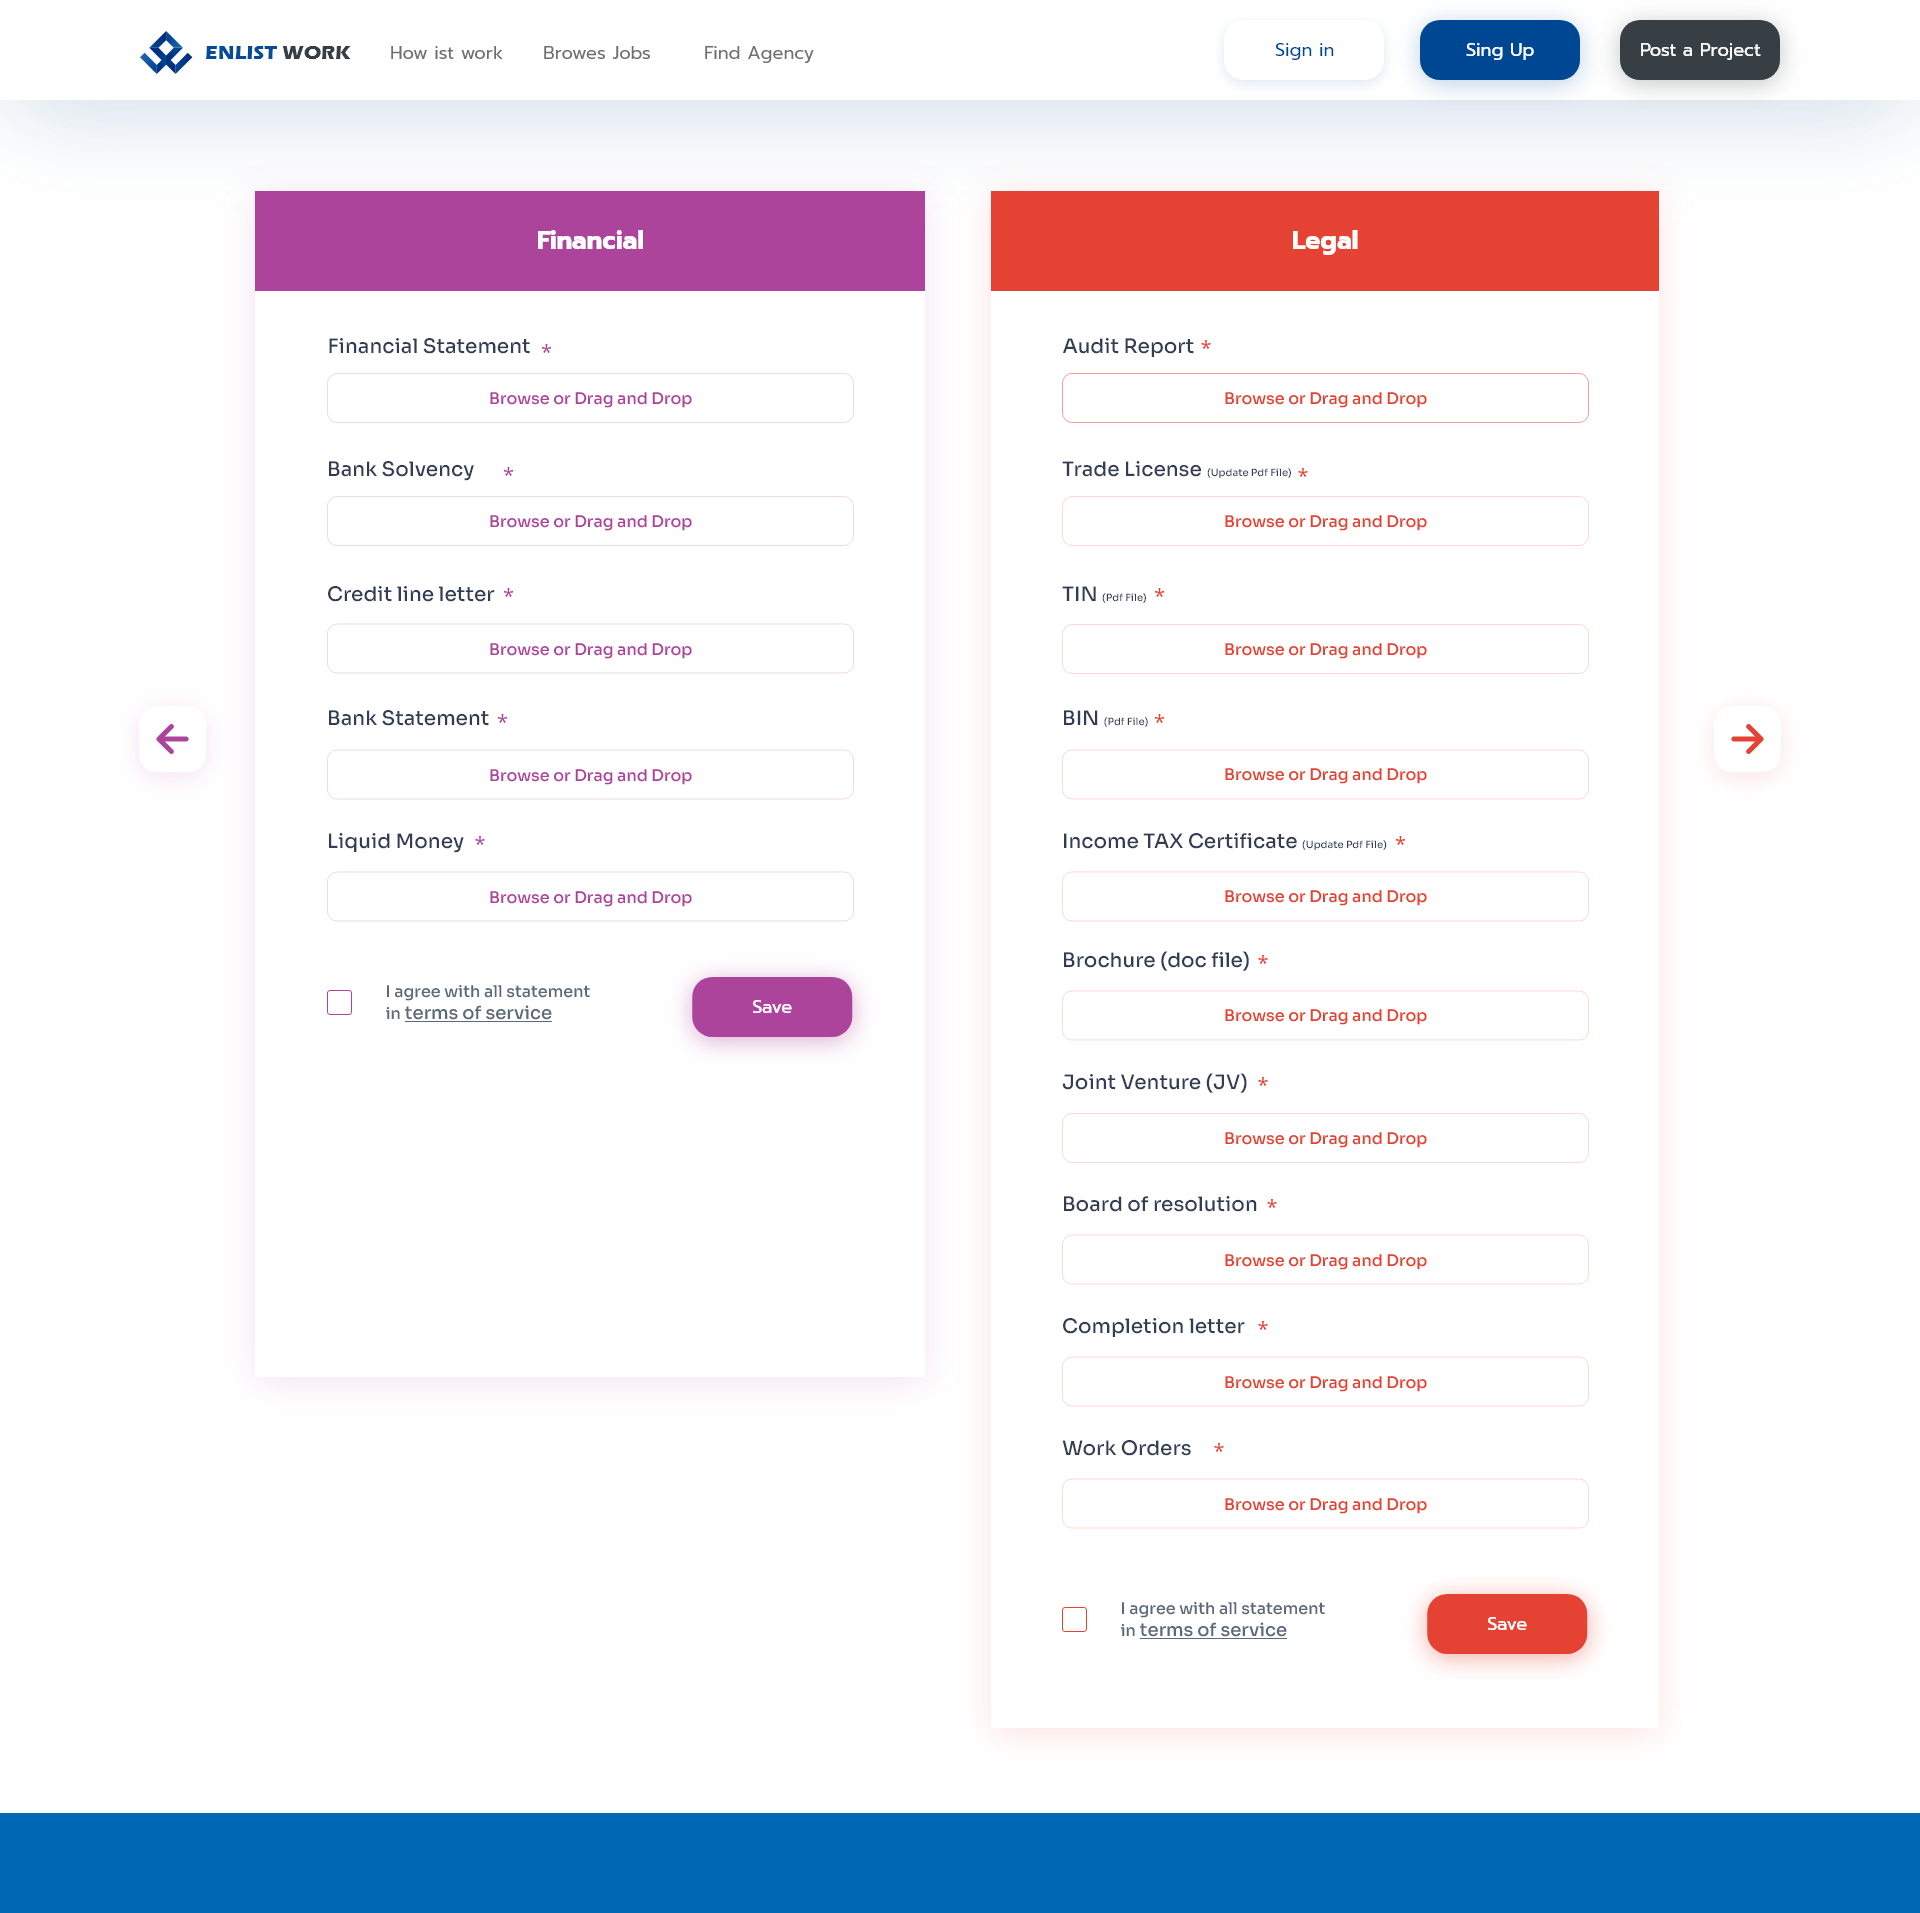 ENLIST WORK
How ist work
Browes Jobs
Find Agency
Sign in
Sing Up
Post a Project
Financial
Financial Statement *
Browse or Drag and Drop
Bank Solvency *
Browse or Drag and Drop
Credit line letter *
Browse or Drag and Drop
Bank Statement *
Browse or Drag and Drop
Liquid Money *
Browse or Drag and Drop
I agree with all statement
in terms of service
Save
Legal
Audit Report *
Browse or Drag and Drop
Trade License (Update Pdf File) *
Browse or Drag and Drop
TIN (Pdf File) *
Browse or Drag and Drop
BIN (Pdf File) *
Browse or Drag and Drop
Income TAX Certificate (Update Pdf File) *
Browse or Drag and Drop
Brochure (doc file) *
Browse or Drag and Drop
Joint Venture (JV) *
Browse or Drag and Drop
Board of resolution *
Browse or Drag and Drop
Completion letter *
Browse or Drag and Drop
Work Orders *
Browse or Drag and Drop
I agree with all statement
in terms of service
Save